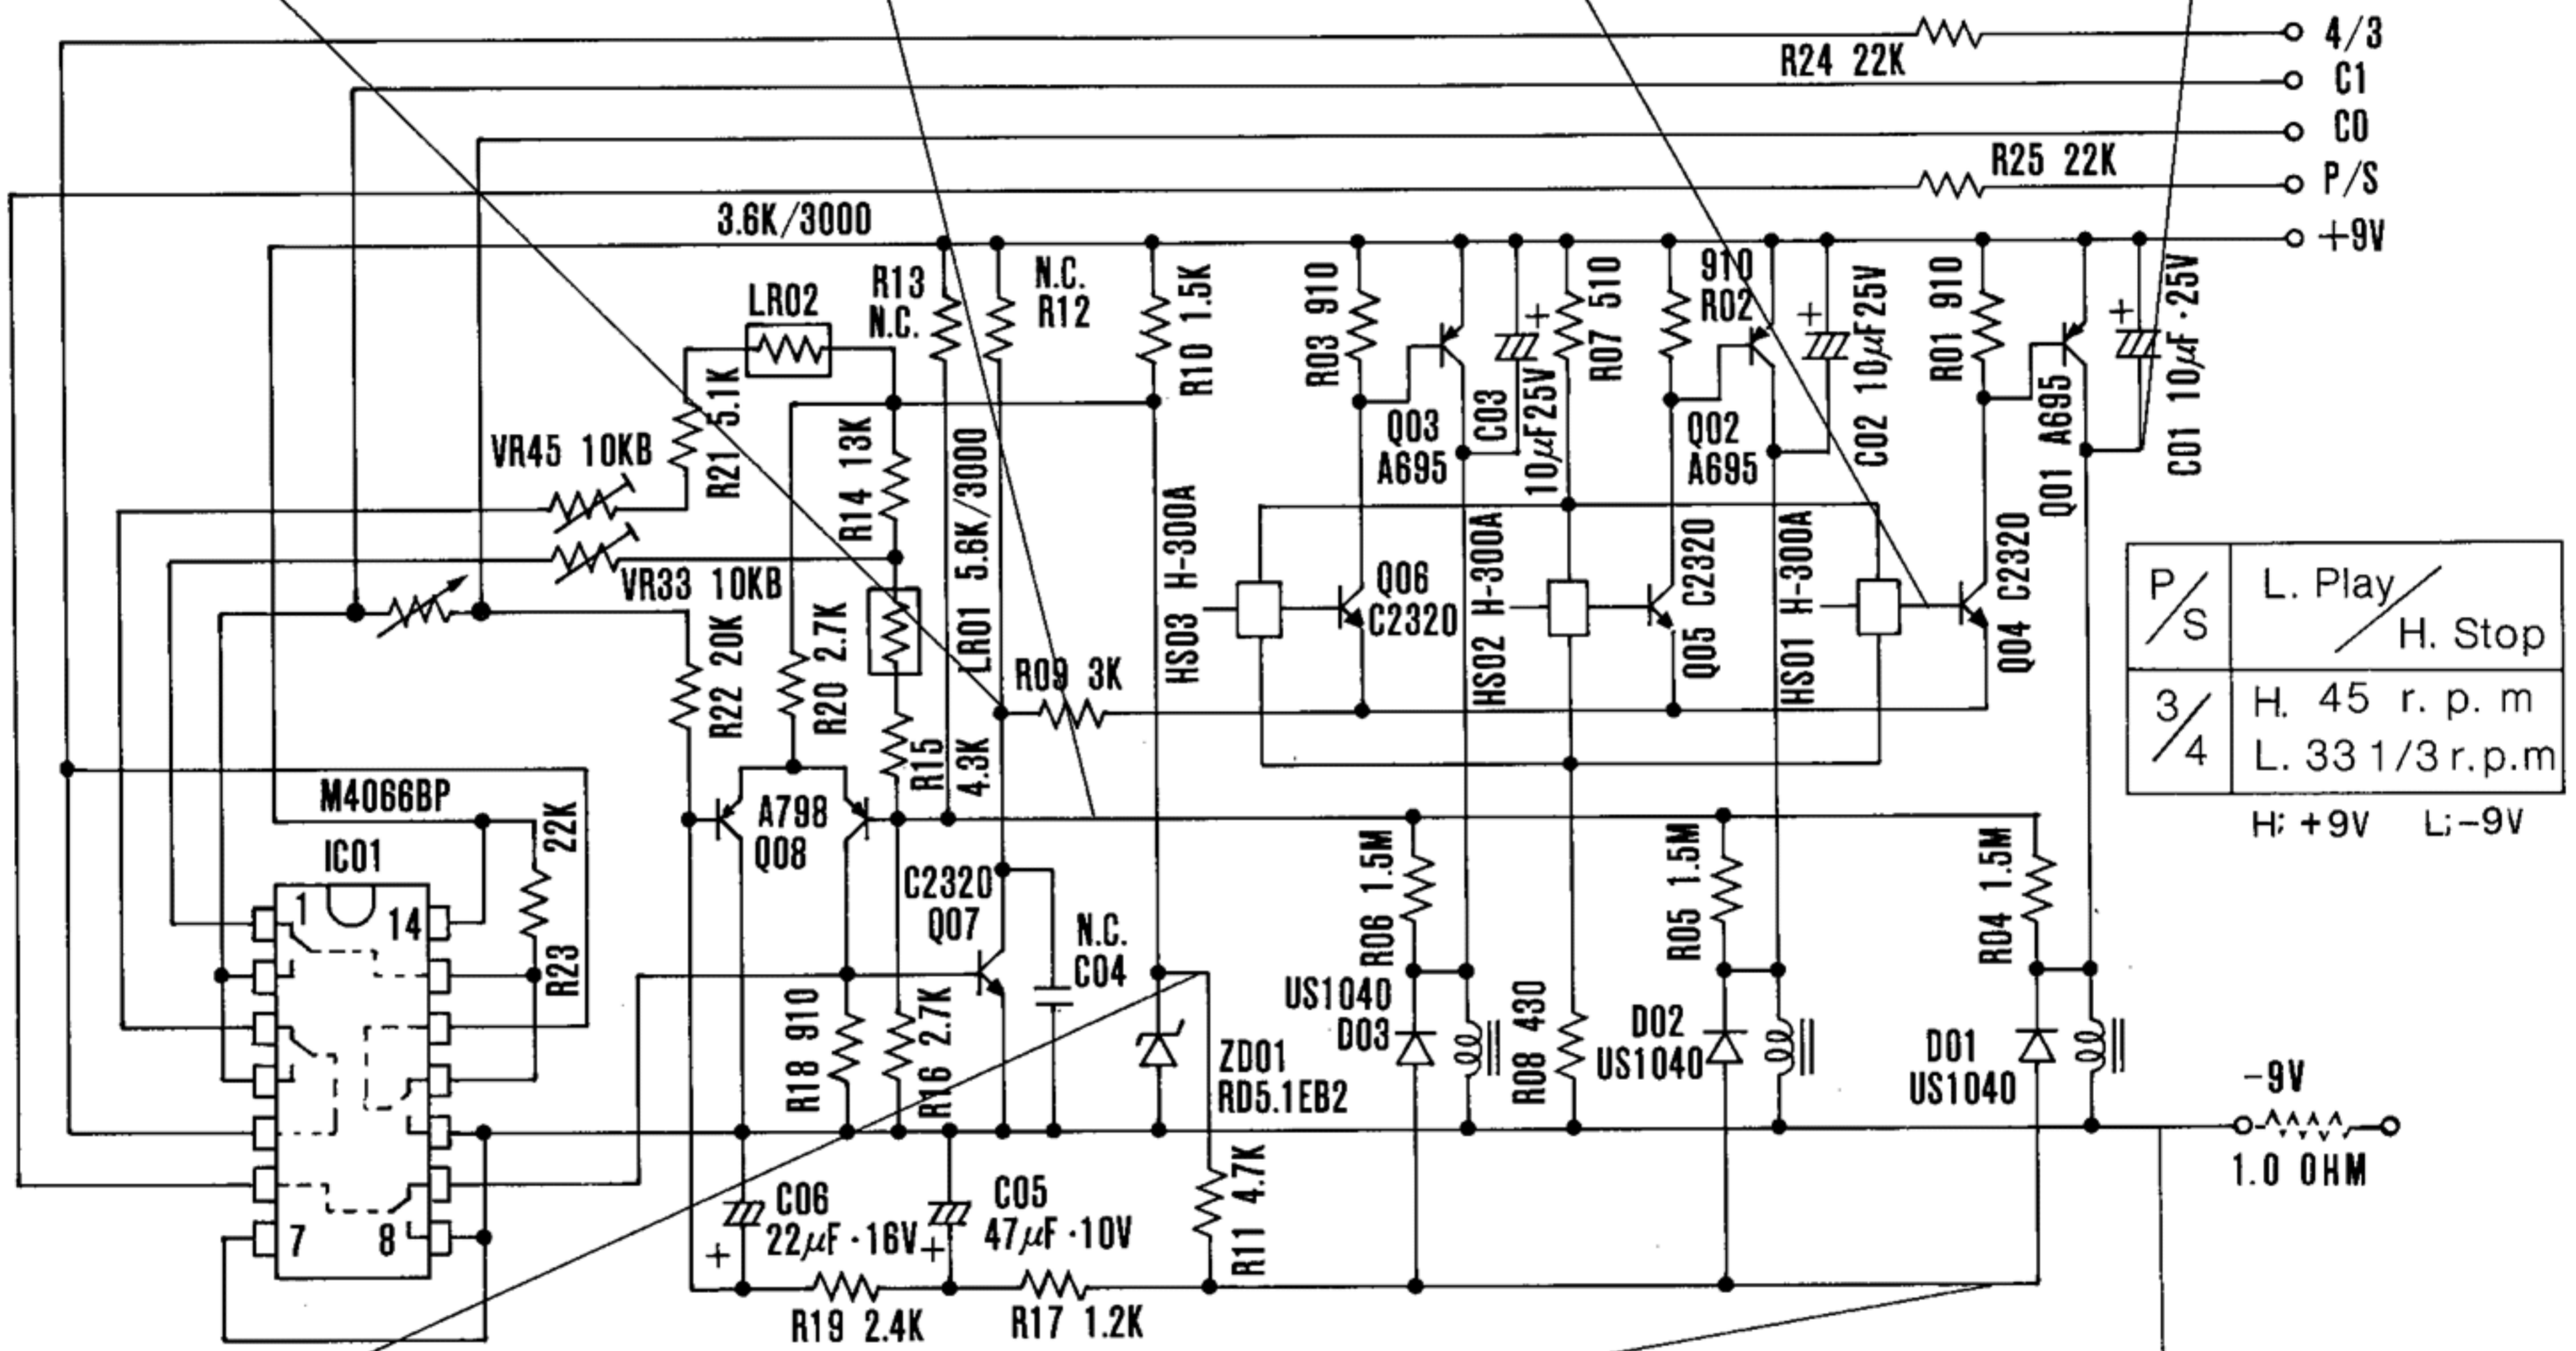 4/3
R24 22K
C1
C0
R25 22K
P/S
3.6K/3000
+9V
LR02
R13
N.C.
N.C.
R12
R10 1.5K
R03 910
R07 510
910
R02
C02 10μF25V
R01 910
C01 10μF·25V
R21 5.1K
VR45 10KB
R14 13K
LR01 5.6K/3000
Q03
A695
C03
10μF25V
Q02
A695
Q01 A695
HS03 H-300A
HS02 H-300A
HS01 H-300A
VR33 10KB
Q06
C2320
Q05 C2320
Q04 C2320
R22 20K
R20 2.7K
R09 3K
R15
4.3K
P/S
L. Play/H. Stop
3/4
H. 45 r.p.m
L. 33 1/3 r.p.m
H: +9V L;-9V
M4066BP
IC01
22K
R23
A798
Q08
C2320
Q07
N.C.
C04
R06 1.5M
R05 1.5M
R04 1.5M
1
14
7
8
R18 910
R16 2.7K
ZD01
RD5.1EB2
US1040
D03
R08 430
D02
US1040
D01
US1040
-9V
1.0 OHM
C06
22μF·16V
+
C05
47μF·10V
+
R11 4.7K
R19 2.4K
R17 1.2K
+
+
+